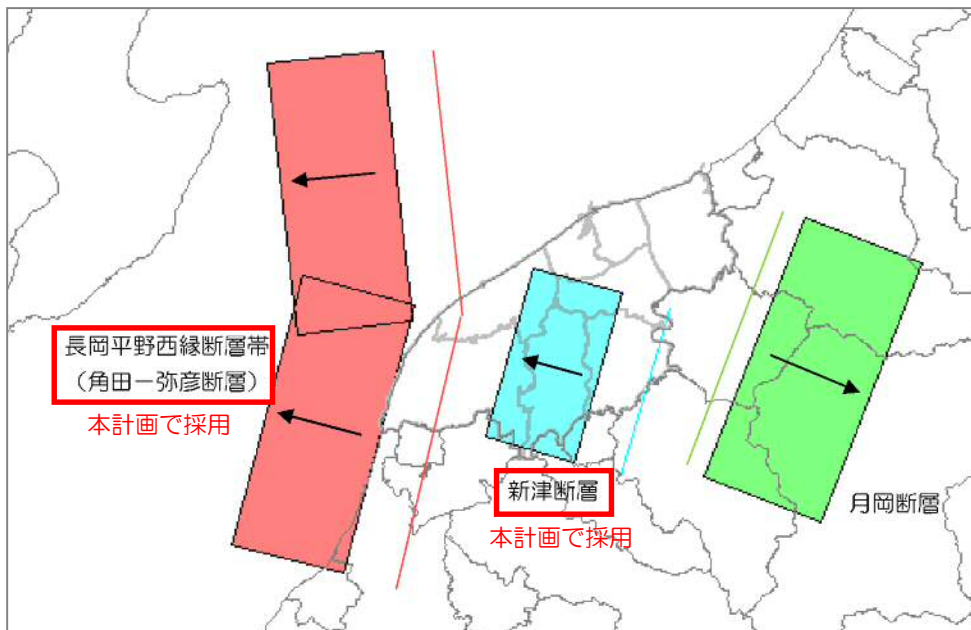 長岡平野西縁断層帯
（角田ー弥彦断層）
本計画で採用
新津断層
本計画で採用
月岡断層